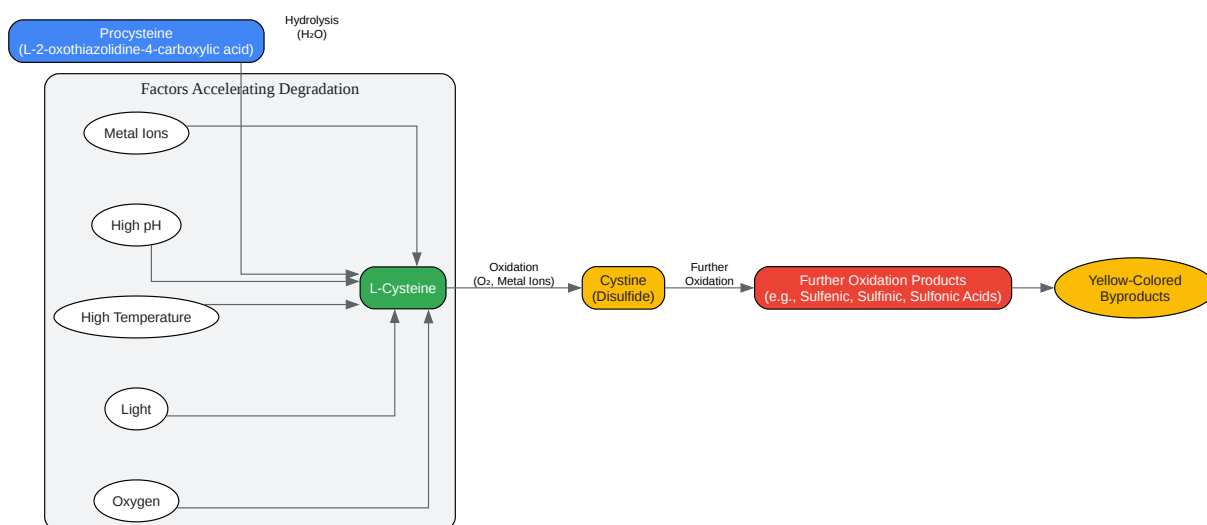 Procysteine
(L-2-oxothiazolidine-4-carboxylic acid)
Hydrolysis
(H₂O)
Factors Accelerating Degradation
Metal Ions
High pH
High Temperature
Light
Oxygen
L-Cysteine
Oxidation
(O₂, Metal Ions)
Cystine
(Disulfide)
Further
Oxidation
Further Oxidation Products
(e.g., Sulfenic, Sulfinic, Sulfonic Acids)
Yellow-Colored
Byproducts